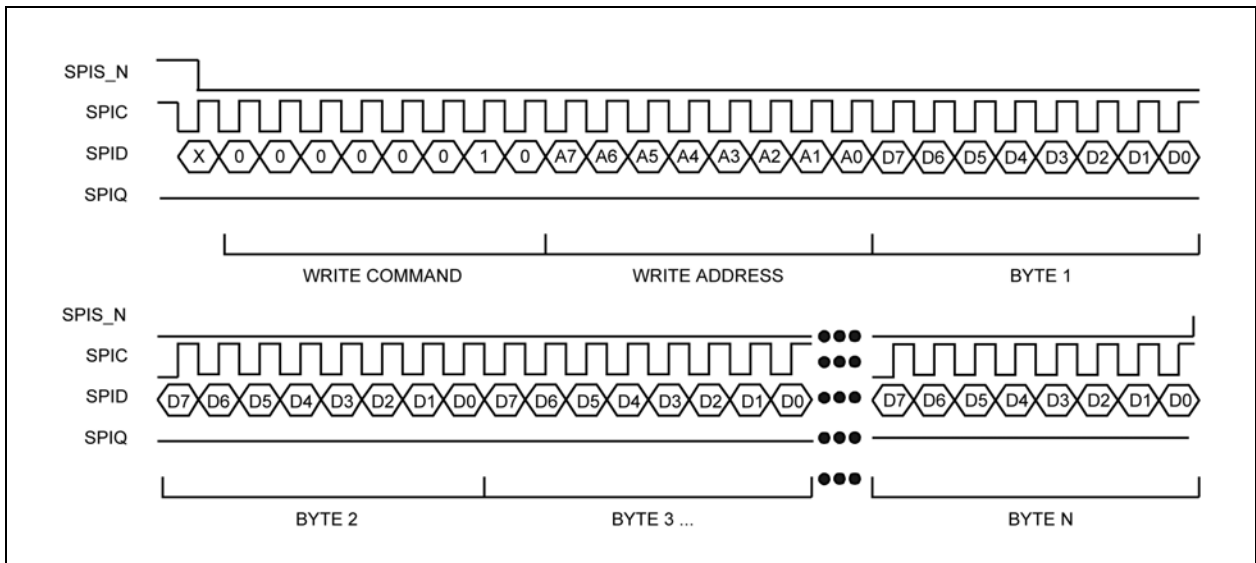 SPIS_N
SPIC
SPID X 0 0 0 0 0 0 1 0 A7 A6 A5 A4 A3 A2 A1 A0 D7 D6 D5 D4 D3 D2 D1 D0
SPIQ
WRITE COMMAND WRITE ADDRESS BYTE 1
SPIS_N
SPIC
SPID D7 D6 D5 D4 D3 D2 D1 D0 D7 D6 D5 D4 D3 D2 D1 D0 D7 D6 D5 D4 D3 D2 D1 D0
SPIQ
BYTE 2 BYTE 3 ... BYTE N